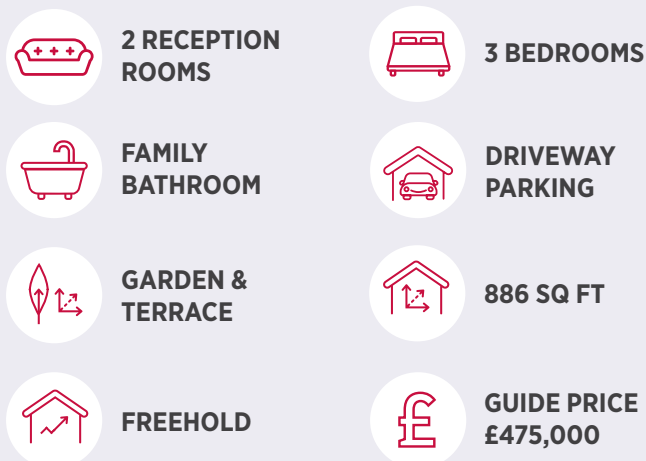 2 RECEPTION
ROOMS
3 BEDROOMS
FAMILY
BATHROOM
DRIVEWAY
PARKING
GARDEN &
TERRACE
886 SQ FT
FREEHOLD
GUIDE PRICE
£475,000